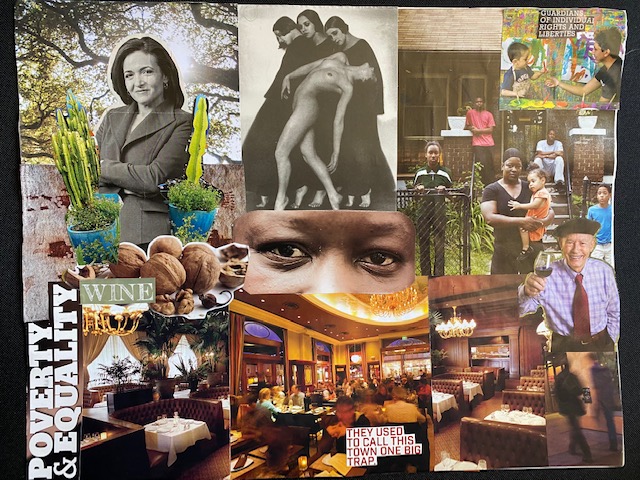 GUARDIANS
OF INDIVIDUAL
RIGHTS AND
LIBERTIES
WINE
POVERTY
& EQUALITY
THEY USED
TO CALL THIS
TOWN ONE BIG
TRAP.